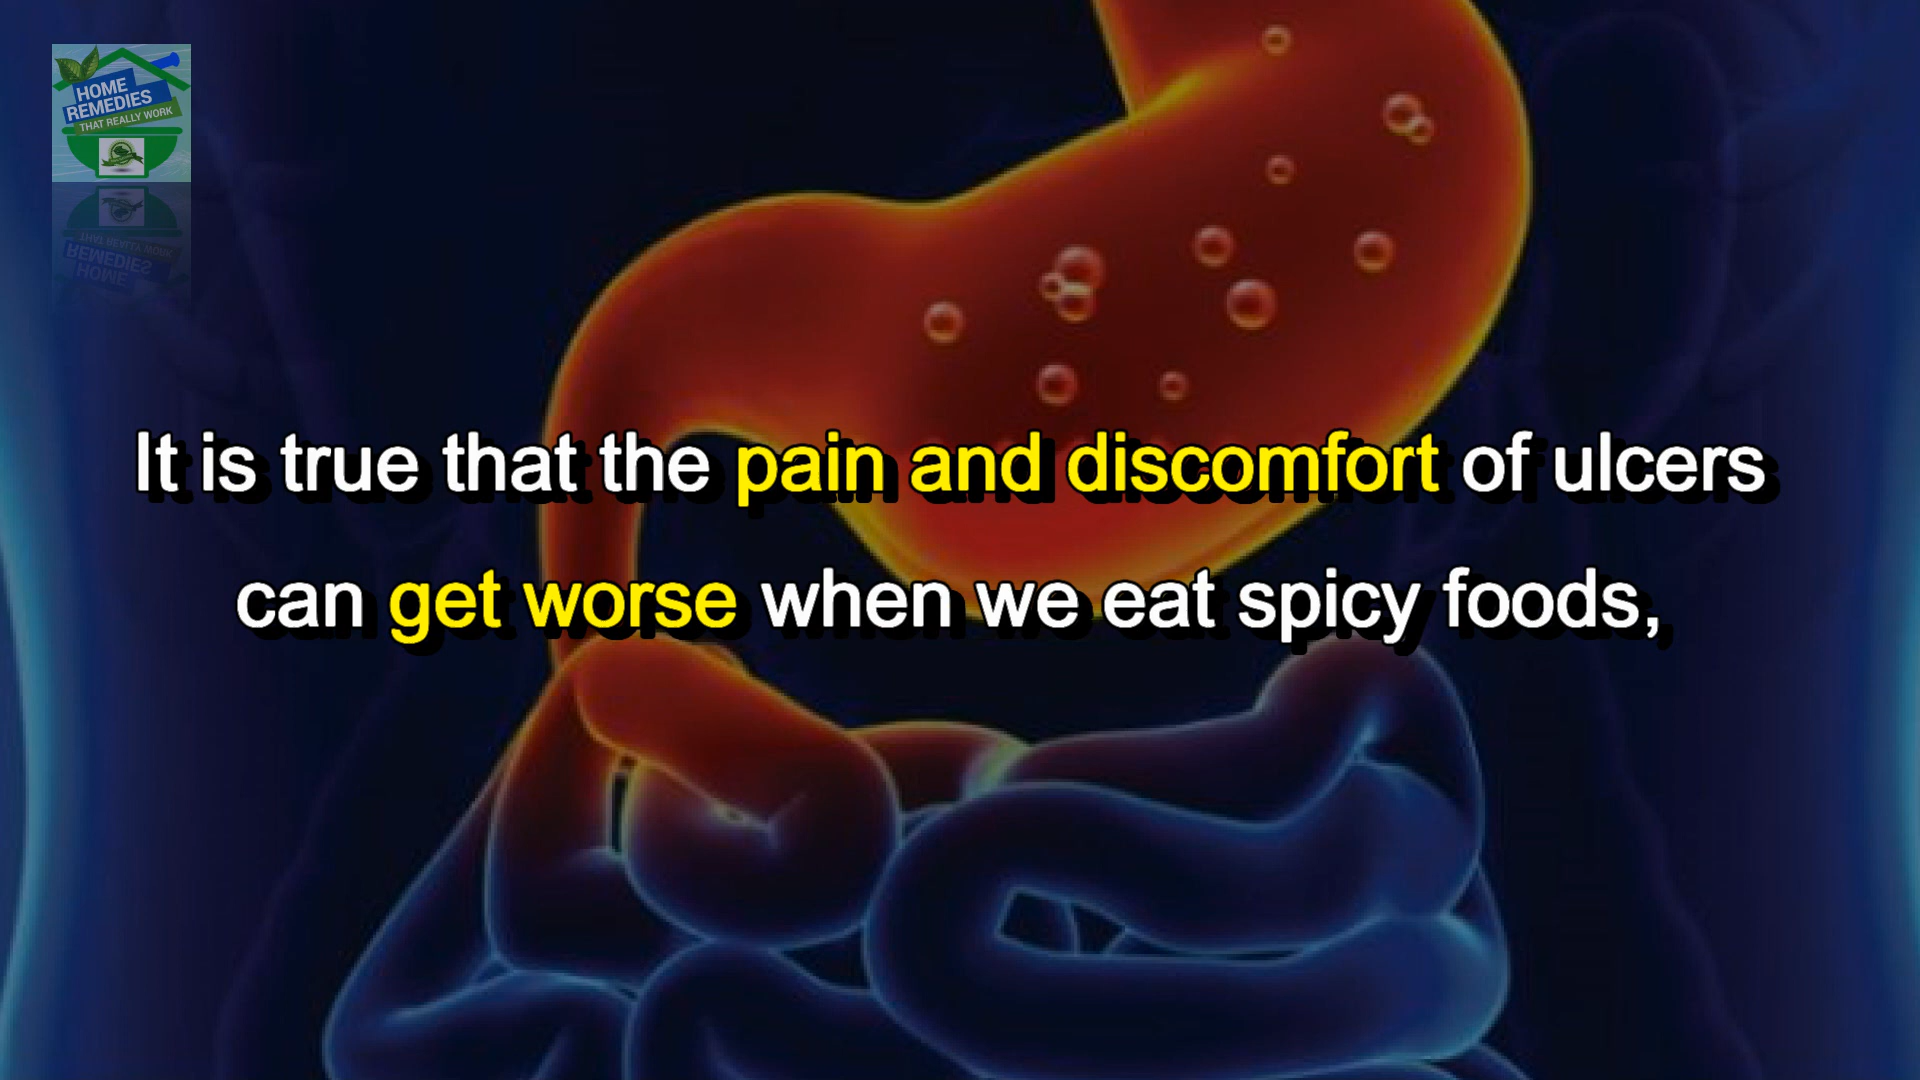 HOME
REMEDIES
THAT REALLY WORK
It is true that the pain and discomfort of ulcers
can get worse when we eat spicy foods,